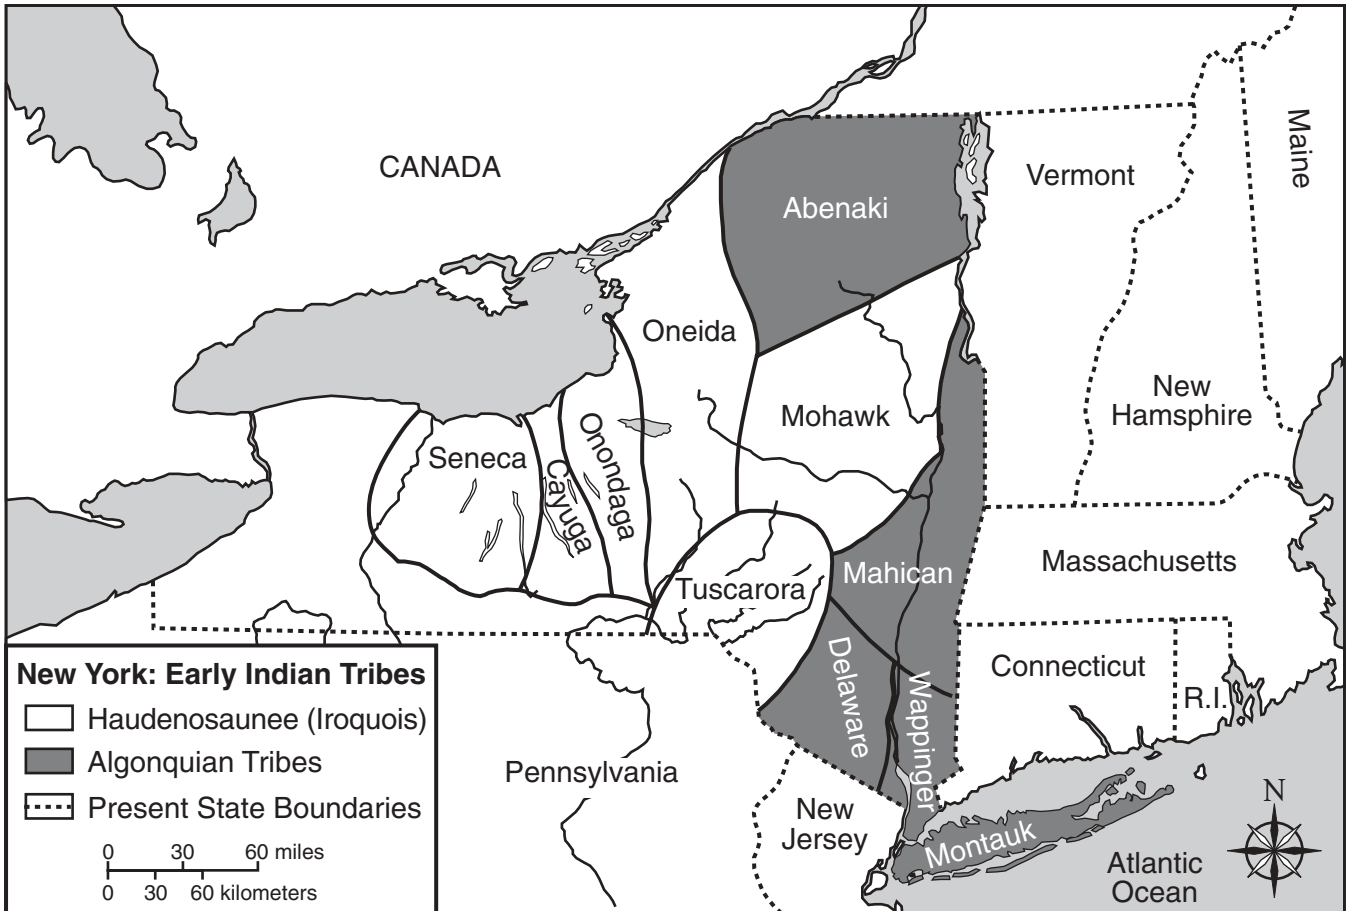 CANADA
Maine
Vermont
Abenaki
Oneida
New
Hamsphire
Mohawk
Onondaga
Seneca
Cayuga
Massachusetts
Mahican
Tuscarora
Delaware
Wappinger
Connecticut
R.I.
New York: Early Indian Tribes
Haudenosaunee (Iroquois)
Algonquian Tribes
Present State Boundaries
0 30 60 miles
0 30 60 kilometers
Pennsylvania
New
Jersey
Montauk
N
Atlantic
Ocean